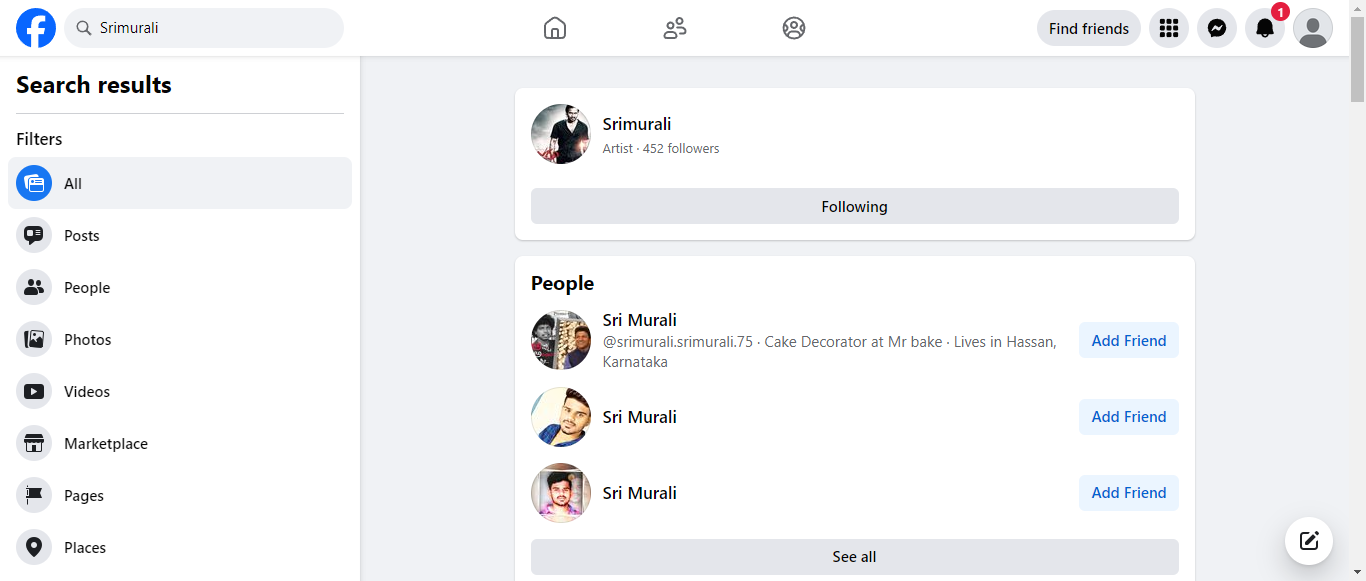 Srimurali
Find friends
1
Search results
Filters
All
Posts
People
Photos
Videos
Marketplace
Pages
Places
Srimurali
Artist · 452 followers
Following
People
Sri Murali
@srimurali.srimurali.75 · Cake Decorator at Mr bake · Lives in Hassan,
Karnataka
Add Friend
Sri Murali
Add Friend
Sri Murali
Add Friend
See all